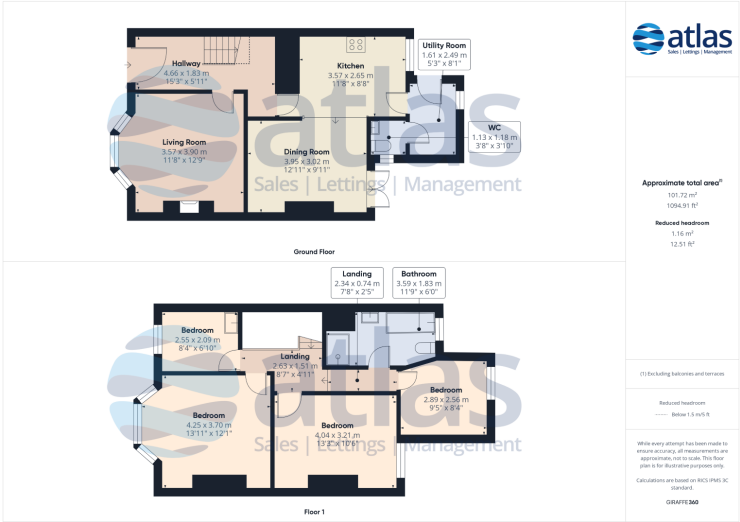 Hallway
4.66 x 1.83 m
15'3" x 5'11"
Kitchen
3.57 x 2.65 m
11'8" x 8'8"
Utility Room
1.61 x 2.49 m
5'3" x 8'1"
WC
1.13 x 1.18 m
3'8" x 3'10"
Living Room
3.57 x 3.90 m
11'8" x 12'9"
Dining Room
3.95 x 3.02 m
12'11" x 9'11"
atlas
Sales | Lettings | Management
Ground Floor
Landing
2.34 x 0.74 m
7'8" x 2'5"
Bathroom
3.59 x 1.83 m
11'9" x 6'0"
Bedroom
2.55 x 2.09 m
8'4" x 6'10"
Landing
2.63 x 1.51 m
8'7" x 4'11"
Bedroom
2.89 x 2.56 m
9'5" x 8'4"
Bedroom
4.25 x 3.70 m
13'11" x 12'1"
Bedroom
4.04 x 3.21 m
13'3" x 10'6"
atlas
Sales | Lettings | Management
Floor 1
atlas
Sales | Lettings | Management
Approximate total area(1)
101.72 m²
1094.91 ft²
Reduced headroom
1.16 m²
12.51 ft²
(1) Excluding balconies and terraces
Reduced headroom
Below 1.5 m/5 ft
While every attempt has been made to
ensure accuracy, all measurements are
approximate, not to scale. This floor
plan is for illustrative purposes only.
Calculations are based on RICS IPMS 3C
standard.
GIRAFFE360